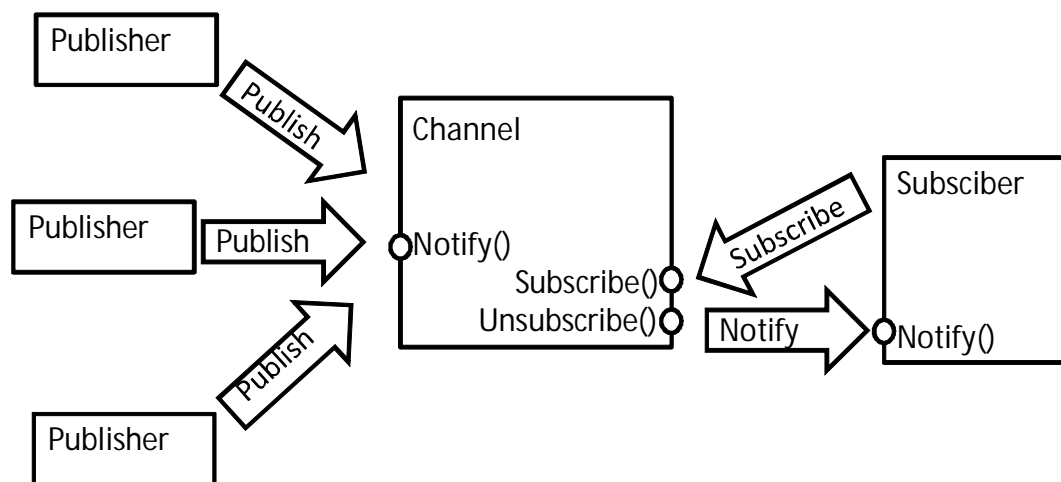 Publisher
Publish
Channel
Subsciber
Publisher
Publish
Notify()
Subscribe
Subscribe()
Unsubscribe()
Notify
Notify()
Publish
Publisher